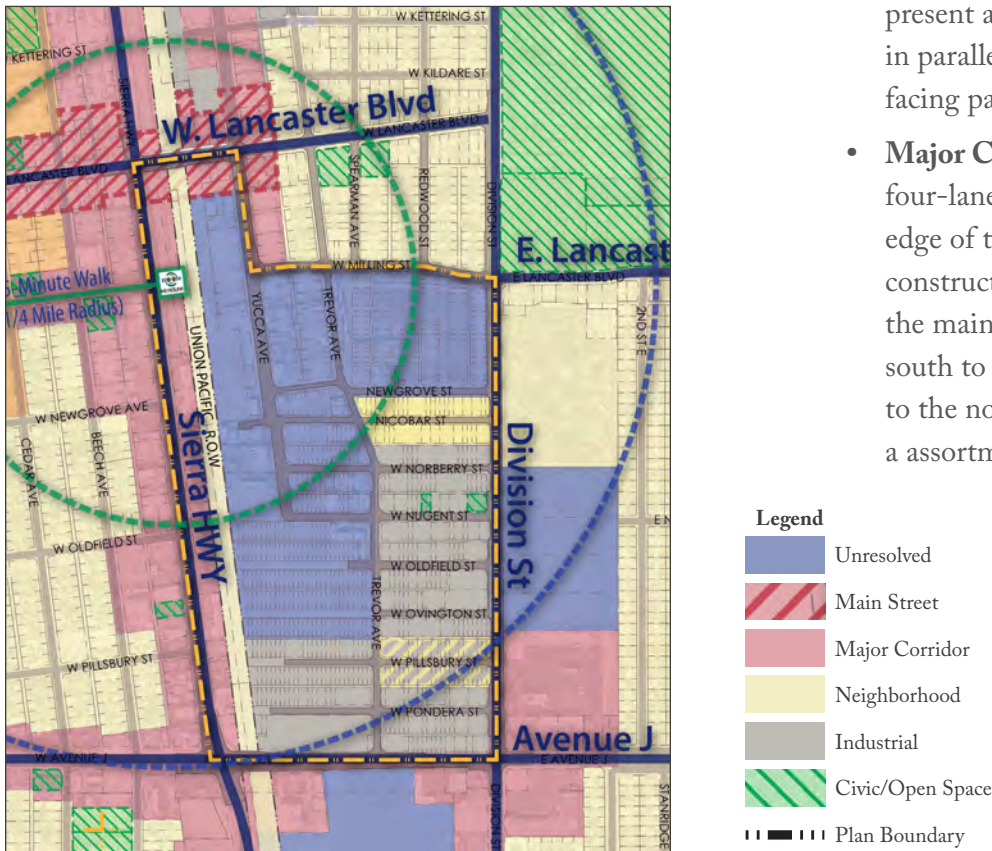 W KETTERING ST
KETTERING ST
W KILDARE ST
SIERRA HWY
W. Lancaster Blvd
W LANCASTER BLVD
LANCASTER BLVD
SPEARMAN AVE
REDWOOD ST
DIVISION ST
E. Lancast
E LANCASTER BLVD
W MILLING ST
Minute Walk
1/4 Mile Radius)
YUCCA AVE
TREVOR AVE
2ND ST E
UNION PACIFIC R.O.W
NEWGROVE ST
W NEWGROVE AVE
NICOBAR ST
CEDAR AVE
BEECH AVE
Sierra HWY
Division St
W NORBERRY ST
W NUGENT ST
E N
W OLDFIELD ST
W OLDFIELD ST
TREVOR AVE
W OVINGTON ST
W PILLSBURY ST
W PILLSBURY ST
W PONDERA ST
Avenue J
W AVENUE J
E AVENUE J
DIVISION ST
STANRIDGE
present a
in paralle
facing pa
• Major C
four-lane
edge of t
construct
the main
south to
to the no
a assortm
Legend
Unresolved
Main Street
Major Corridor
Neighborhood
Industrial
Civic/Open Space
Plan Boundary